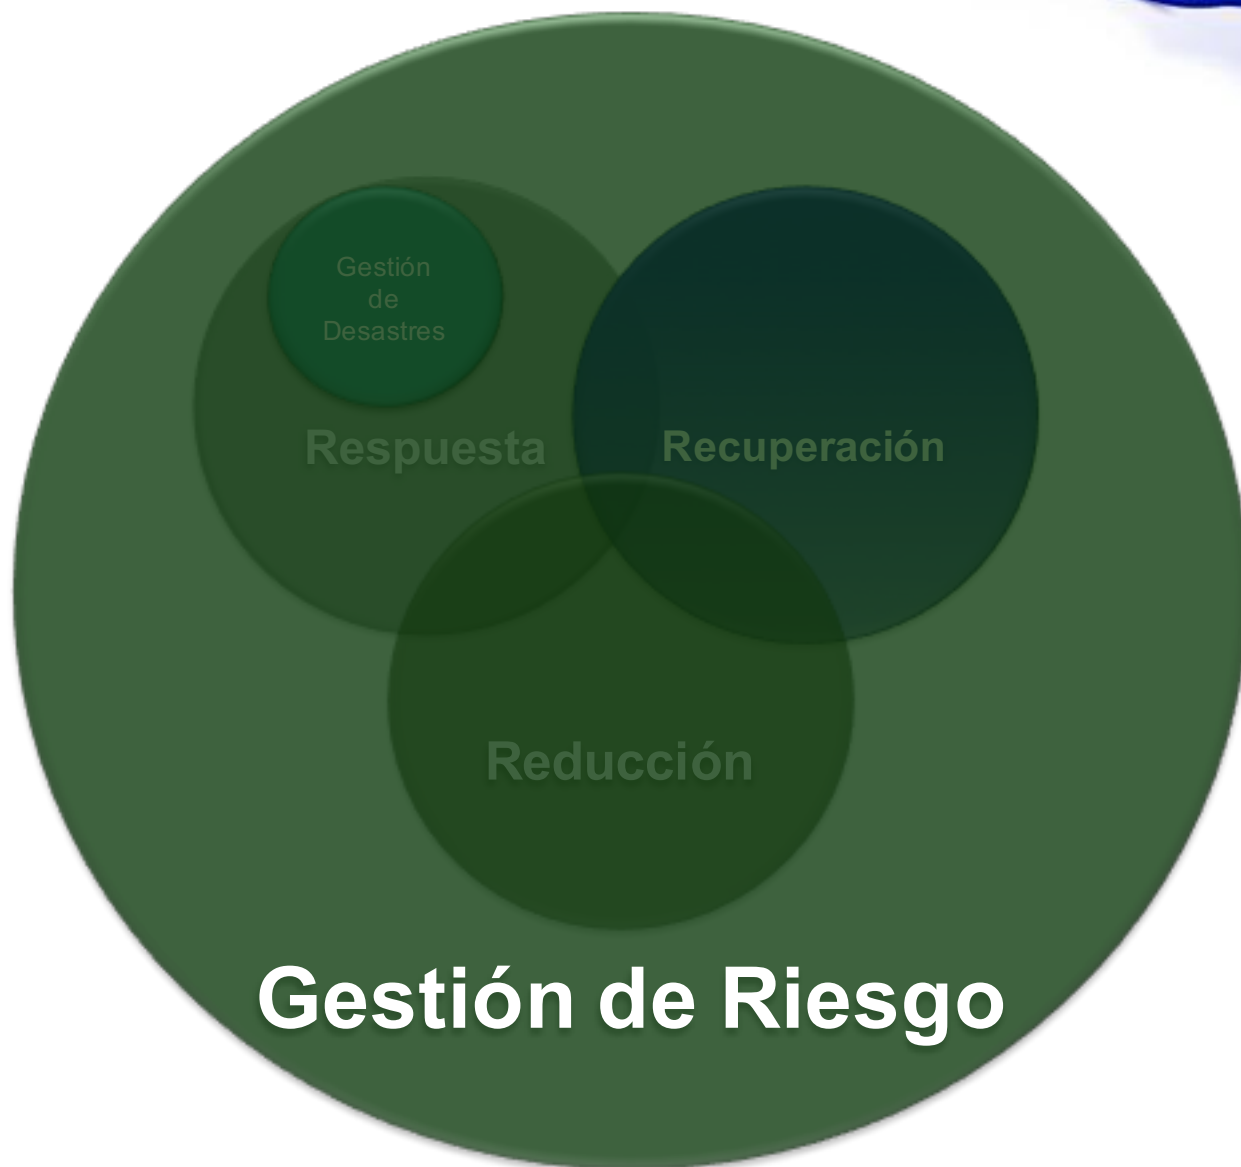 Gestión
de
Desastres
Respuesta
Recuperación
Reducción
Gestión de Riesgo